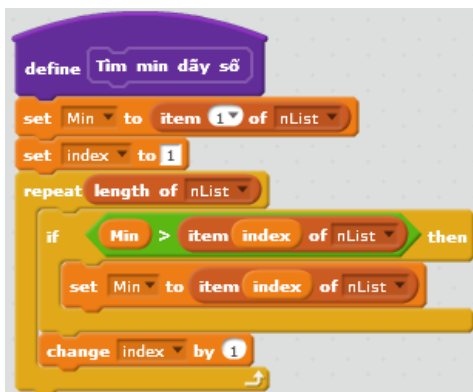 define Tìm min dãy số
set Min to item 1 of nList
set index to 1
repeat length of nList
if Min > item index of nList then
set Min to item index of nList
change index by 1